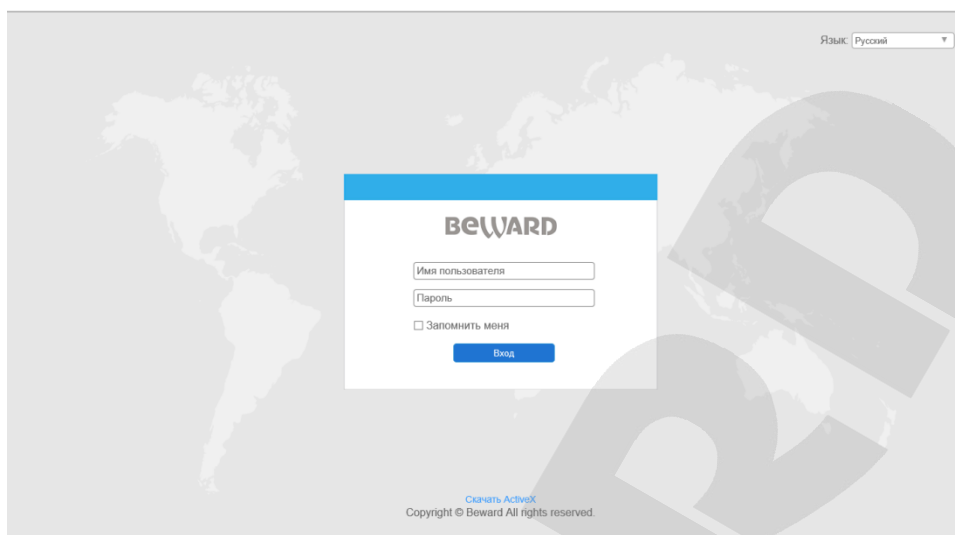 Язык: Русский
BEWARD
Имя пользователя
Пароль
Запомнить меня
Вход
Скачать ActiveX
Copyright © Beward All rights reserved.